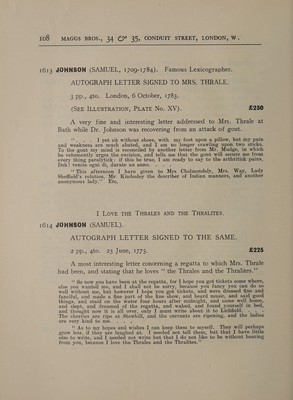 108 MAGGS BROS., 34 & 35, CONDUIT STREET, LONDON, W.
1613 JOHNSON (SAMUEL, 1709-1784). Famous Lexicographer.
AUTOGRAPH LETTER SIGNED TO MRS. THRALE.
3 pp., 4to. London, 6 October, 1783.
(SEE ILLUSTRATION, PLATE No. XV). £250
A very fine and interesting letter addressed to Mrs. Thrale at
Bath while Dr. Johnson was recovering from an attack of gout.
" . . . I yet sit without shoes, with my foot upon a pillow, but my pain
and weakness are much abated, and I am no longer crawling upon two sticks.
To the gout my mind is reconciled by another letter from Mr. Mudge, in which
he vehemently urges the excision, and tells me that the gout will secure me from
every thing paralytick: if this be true, I am ready to say to the arthritick pains,
Deh! venite ogni di, durate un anno. . . .
"This afternoon I have given to Mrs Cholmondely, Mrs. Way, Lady
Sheffield's relation, Mr. Kindesley the describer of Indian manners, and another
anonymous lady." Etc.
I LOVE THE THRALES AND THE THRALITES.
1614 JOHNSON (SAMUEL).
AUTOGRAPH LETTER SIGNED TO THE SAME.
2 pp., 4to. 23 June, 1775. £225
A most interesting letter concerning a regatta to which Mrs. Thrale
had been, and stating that he loves " the Thrales and the Thralites."
" So now you have been at the regatta, for I hope you got tickets some where,
else you wanted me, and I shall not be sorry, because you fancy you can do so
well without me, but however I hope you got tickets, and were dressed fine and
fanciful, and made a fine part of the fine show, and heard music, and said good
things, and staid on the water four hours after midnight, and came well home,
and slept, and dreamed of the regatta, and waked, and found yourself in bed,
and thought now it is all over, only I must write about it to Lichfield. . . .
The cherries are ripe at Stowhill, and the currants are ripening, and the ladies
are very kind to me. . . .
" As to my hopes and wishes I can keep them to myself. They will perhaps
grow less, if they are laughed at. I needed not tell them, but that I have little
else to write, and I needed not write but that I do not like to be without hearing
from you, because I love the Thrales and the Thralites."